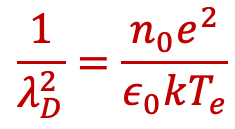 1/λ_D^2 = n_0 e^2/ϵ_0 k T_e